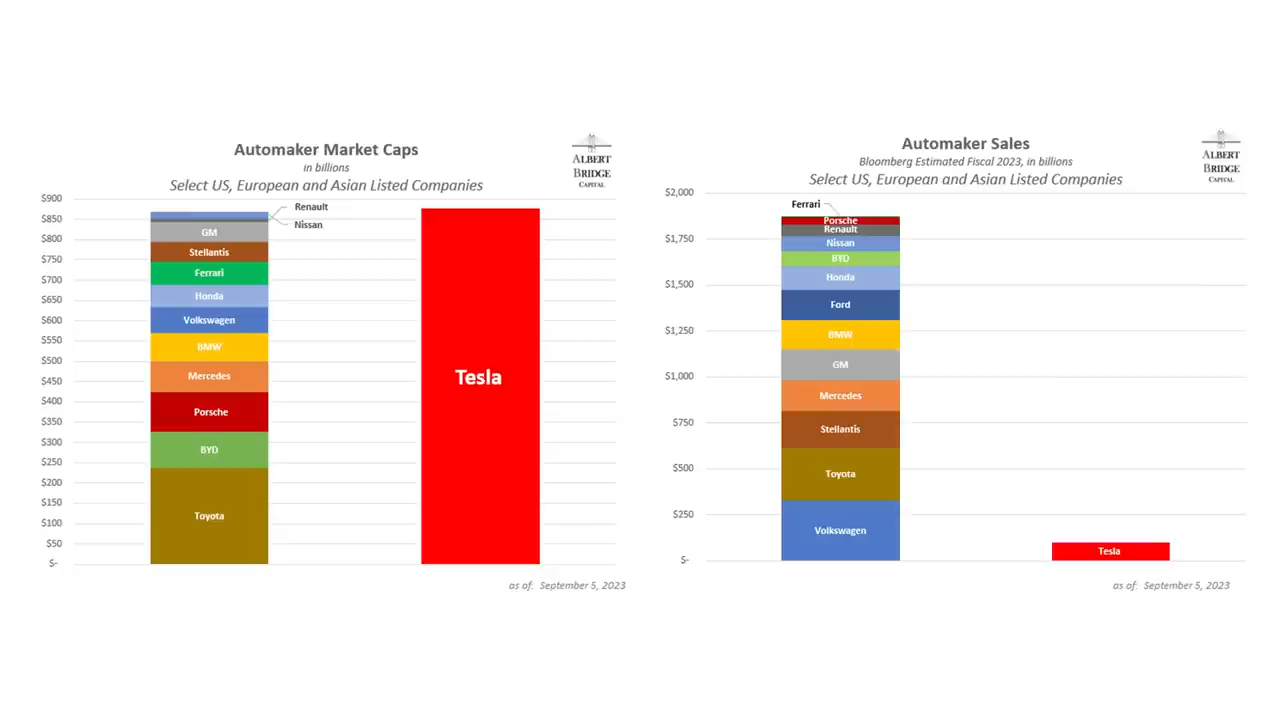 Automaker Market Caps
in billions
Select US, European and Asian Listed Companies
ALBERT
BRIDGE
CAPITAL
$900
$850
$800
$750
$700
$650
$600
$550
$500
$450
$400
$350
$300
$250
$200
$150
$100
$50
$-
Renault
Nissan
GM
Stellantis
Ferrari
Honda
Volkswagen
BMW
Mercedes
Porsche
BYD
Toyota
Tesla
as of: September 5, 2023
Automaker Sales
Bloomberg Estimated Fiscal 2023, in billions
Select US, European and Asian Listed Companies
ALBERT
BRIDGE
CAPITAL
$2,000
$1,750
$1,500
$1,250
$1,000
$750
$500
$250
$-
Ferrari
Porsche
Renault
Nissan
BYD
Honda
Ford
BMW
GM
Mercedes
Stellantis
Toyota
Volkswagen
Tesla
as of: September 5, 2023